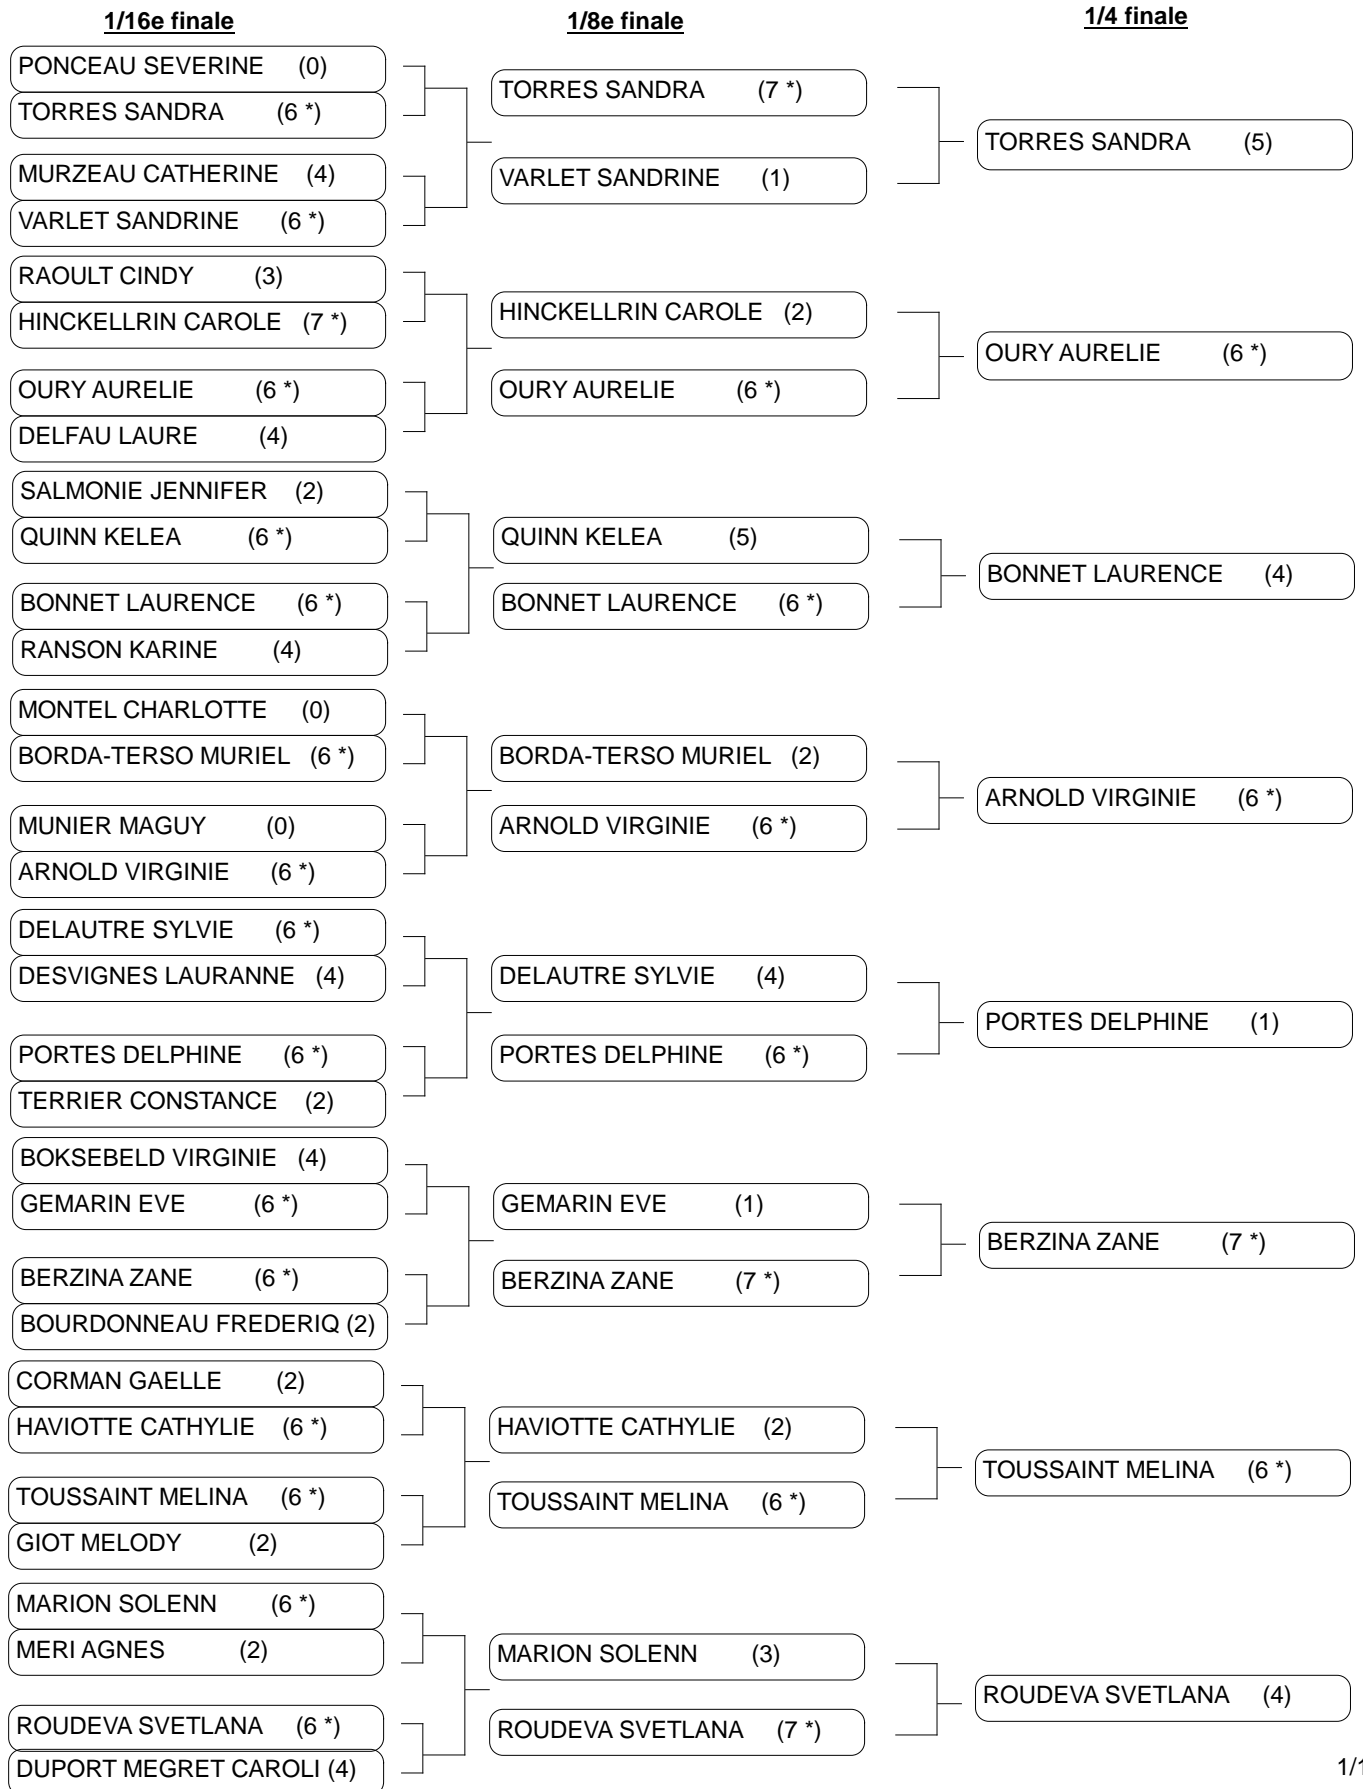 1/16e finale
PONCEAU SEVERINE (0)
TORRES SANDRA (6 *)
MURZEAU CATHERINE (4)
VARLET SANDRINE (6 *)
RAOULT CINDY (3)
HINCKELLRIN CAROLE (7 *)
OURY AURELIE (6 *)
DELFAU LAURE (4)
SALMONIE JENNIFER (2)
QUINN KELEA (6 *)
BONNET LAURENCE (6 *)
RANSON KARINE (4)
MONTEL CHARLOTTE (0)
BORDA-TERSO MURIEL (6 *)
MUNIER MAGUY (0)
ARNOLD VIRGINIE (6 *)
DELAUTRE SYLVIE (6 *)
DESVIGNES LAURANNE (4)
PORTES DELPHINE (6 *)
TERRIER CONSTANCE (2)
BOKSEBELD VIRGINIE (4)
GEMARIN EVE (6 *)
BERZINA ZANE (6 *)
BOURDONNEAU FREDERIQ (2)
CORMAN GAELLE (2)
HAVIOTTE CATHYLIE (6 *)
TOUSSAINT MELINA (6 *)
GIOT MELODY (2)
MARION SOLENN (6 *)
MERI AGNES (2)
ROUDEVA SVETLANA (6 *)
DUPORT MEGRET CAROLI (4)
1/8e finale
TORRES SANDRA (7 *)
VARLET SANDRINE (1)
HINCKELLRIN CAROLE (2)
OURY AURELIE (6 *)
QUINN KELEA (5)
BONNET LAURENCE (6 *)
BORDA-TERSO MURIEL (2)
ARNOLD VIRGINIE (6 *)
DELAUTRE SYLVIE (4)
PORTES DELPHINE (6 *)
GEMARIN EVE (1)
BERZINA ZANE (7 *)
HAVIOTTE CATHYLIE (2)
TOUSSAINT MELINA (6 *)
MARION SOLENN (3)
ROUDEVA SVETLANA (7 *)
1/4 finale
TORRES SANDRA (5)
OURY AURELIE (6 *)
BONNET LAURENCE (4)
ARNOLD VIRGINIE (6 *)
PORTES DELPHINE (1)
BERZINA ZANE (7 *)
TOUSSAINT MELINA (6 *)
ROUDEVA SVETLANA (4)
1/1